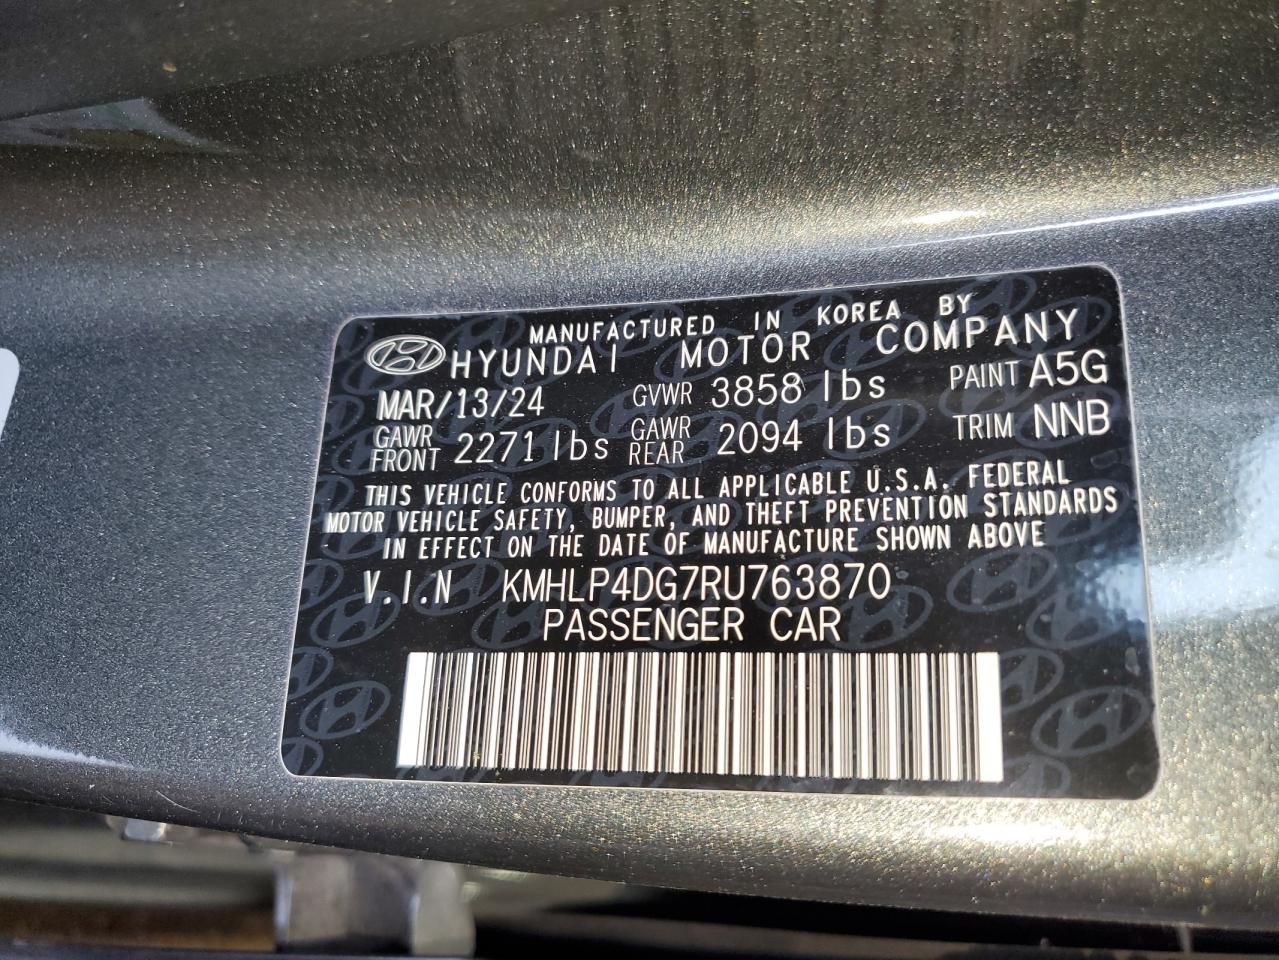 MANUFACTURED IN KOREA BY
HYUNDAI MOTOR COMPANY
MAR/13/24 GVWR 3858 lbs PAINT A5G
GAWR FRONT 2271 lbs GAWR REAR 2094 lbs TRIM NNB
THIS VEHICLE CONFORMS TO ALL APPLICABLE U.S.A. FEDERAL
MOTOR VEHICLE SAFETY, BUMPER, AND THEFT PREVENTION STANDARDS
IN EFFECT ON THE DATE OF MANUFACTURE SHOWN ABOVE
V.I.N KMHLP4DG7RU763870
PASSENGER CAR